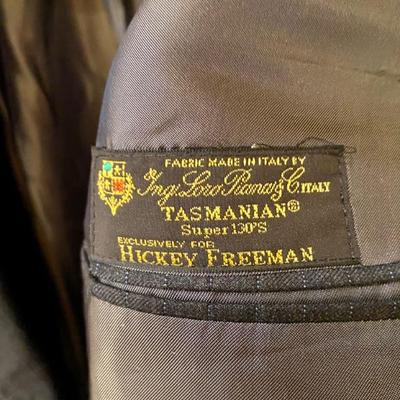 FABRIC MADE IN ITALY BY
Ing. Loro Piana & C. ITALY
TASMANIAN®
Super 130'S
EXCLUSIVELY FOR
HICKEY FREEMAN